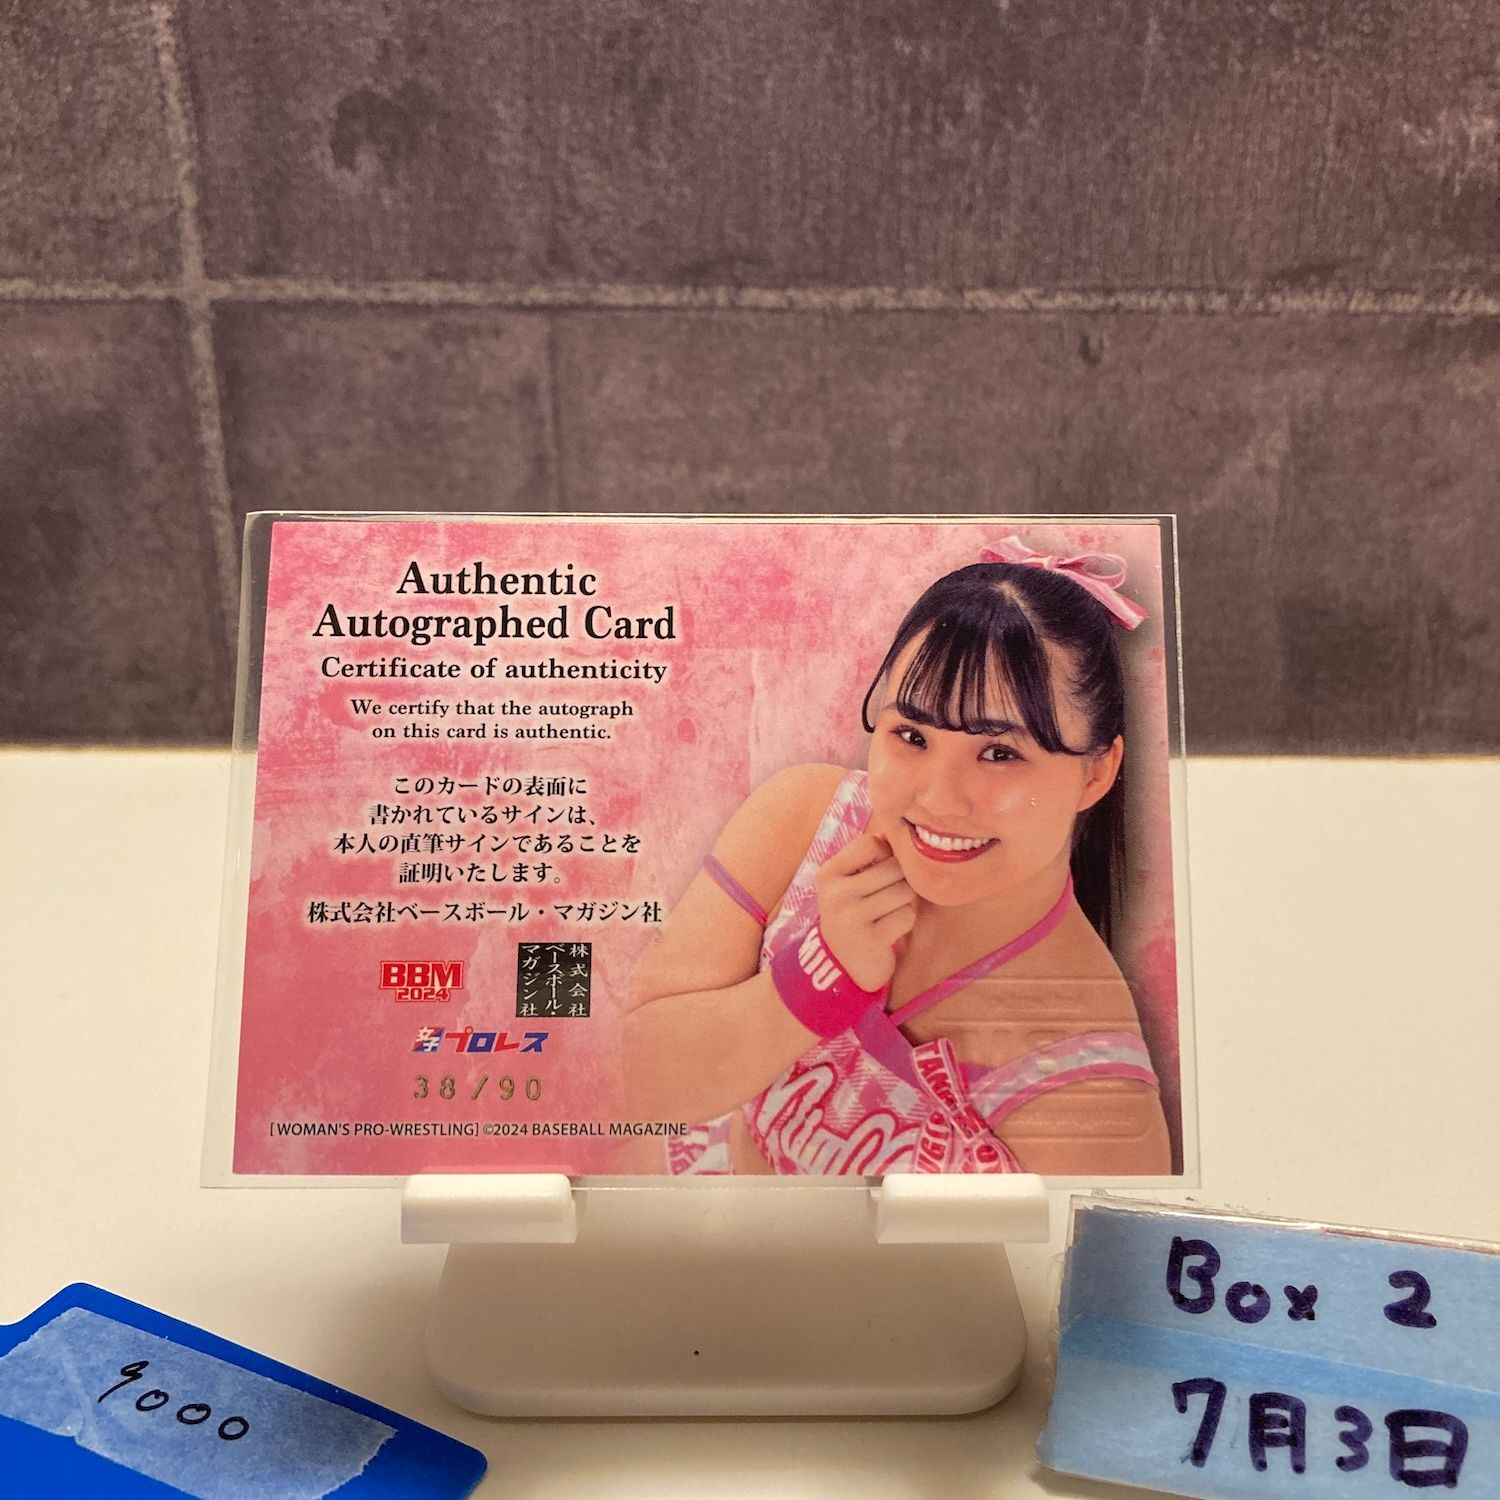 Authentic
Autographed Card
Certificate of authenticity
We certify that the autograph
on this card is authentic.
このカードの表面に
書かれているサインは、
本人の直筆サインであることを
証明いたします。
株式会社ベースボール・マガジン社
BBM
2024
株式会社
ベースボール・
マガジン社
女子プロレス
38/90
[WOMAN'S PRO-WRESTLING] ©2024 BASEBALL MAGAZINE
MIU
Box 2
7月3日
9000